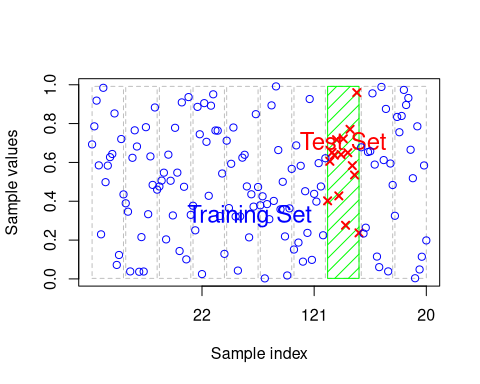 Test Set
Training Set
Sample values
0.0 0.2 0.4 0.6 0.8 1.0
22 121 20
Sample index